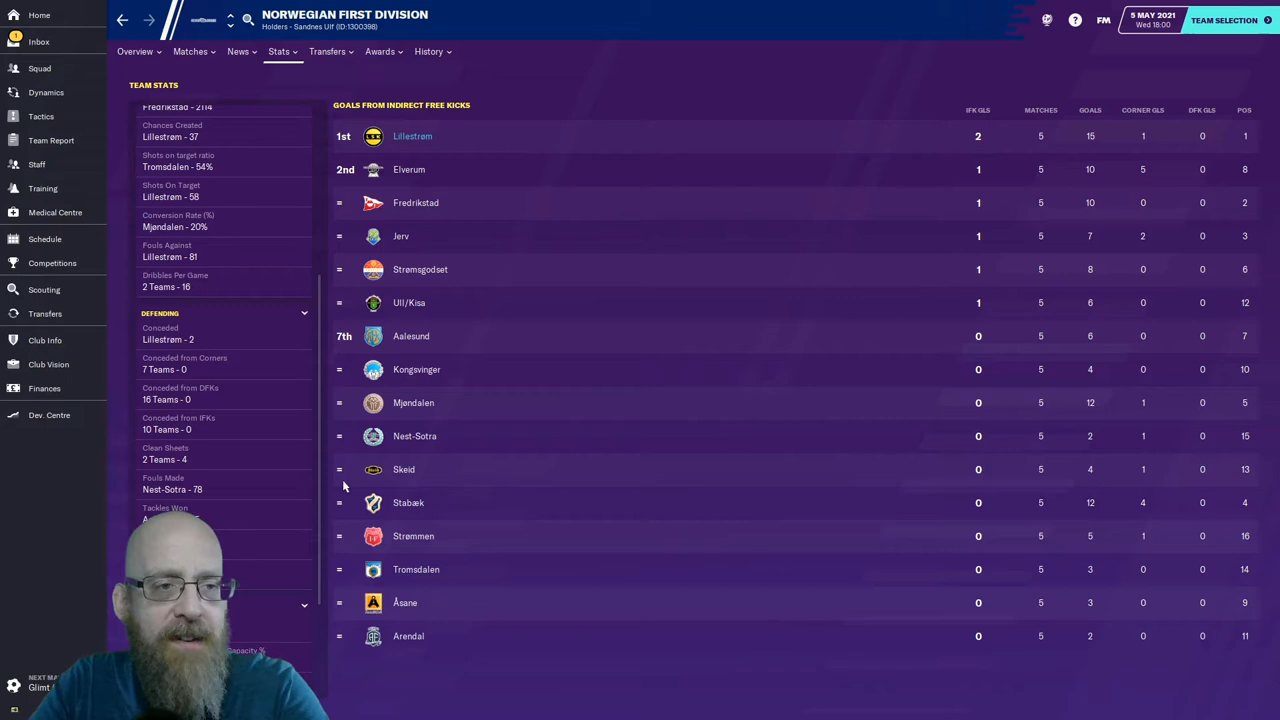 Home
1
Inbox
Squad
Dynamics
Tactics
Team Report
Staff
Training
Medical Centre
Schedule
Competitions
Scouting
Transfers
Club Info
Club Vision
Finances
Dev. Centre
NEXT MA
Glimt
NORWEGIAN FIRST DIVISION
Holders - Sandnes Ulf (ID:1300398)
? FM
5 MAY 2021
Wed 18:00
TEAM SELECTION
Overview Matches News Stats Transfers Awards History
TEAM STATS
Fredrikstad - 2114
Chances Created
Lillestrøm - 37
Shots on target ratio
Tromsdalen - 54%
Shots On Target
Lillestrøm - 58
Conversion Rate (%)
Mjøndalen - 20%
Fouls Against
Lillestrøm - 81
Dribbles Per Game
2 Teams - 16
DEFENDING
Conceded
Lillestrøm - 2
Conceded from Corners
7 Teams - 0
Conceded from DFKs
16 Teams - 0
Conceded from IFKs
10 Teams - 0
Clean Sheets
2 Teams - 4
Fouls Made
Nest-Sotra - 78
Tackles Won
Capacity %
GOALS FROM INDIRECT FREE KICKS IFK GLS MATCHES GOALS CORNER GLS DFK GLS POS
1st LSK Lillestrøm 2 5 15 1 0 1
2nd Elverum 1 5 10 5 0 8
= Fredrikstad 1 5 10 0 0 2
= Jerv 1 5 7 2 0 3
= Strømsgodset 1 5 8 0 0 6
= Ull/Kisa 1 5 6 0 0 12
7th Aalesund 0 5 6 0 0 7
= Kongsvinger 0 5 4 0 0 10
= Mjøndalen 0 5 12 1 0 5
= Nest-Sotra 0 5 2 1 0 15
= Skeid 0 5 4 1 0 13
= Stabæk 0 5 12 4 0 4
= Strømmen 0 5 5 1 0 16
= Tromsdalen 0 5 3 0 0 14
= Åsane 0 5 3 0 0 9
= Arendal 0 5 2 0 0 11